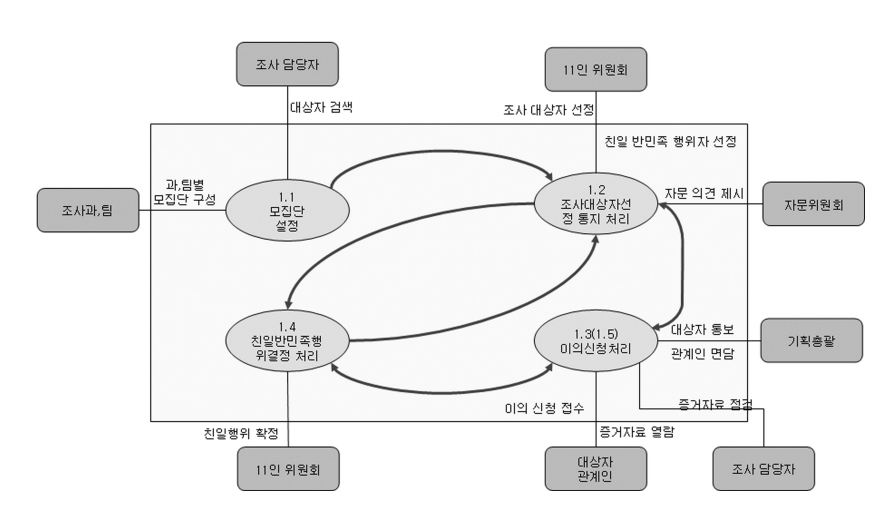 조사 담당자
11인 위원회
대상자 검색
조사 대상자 선정
친일 반민족 행위자 선정
과,팀별
모집단 구성
조사과,팀
1.1
모집단
설정
1.2
조사대상자선
정 통지 처리
자문 의견 제시
자문위원회
1.4
친일반민족행
위결정 처리
1.3(1.5)
이의신청처리
대상자 통보
관계인 면담
기획총괄
이의 신청 접수
증거자료 점검
친일행위 확정
증거자료 열람
11인 위원회
대상자
관계인
조사 담당자